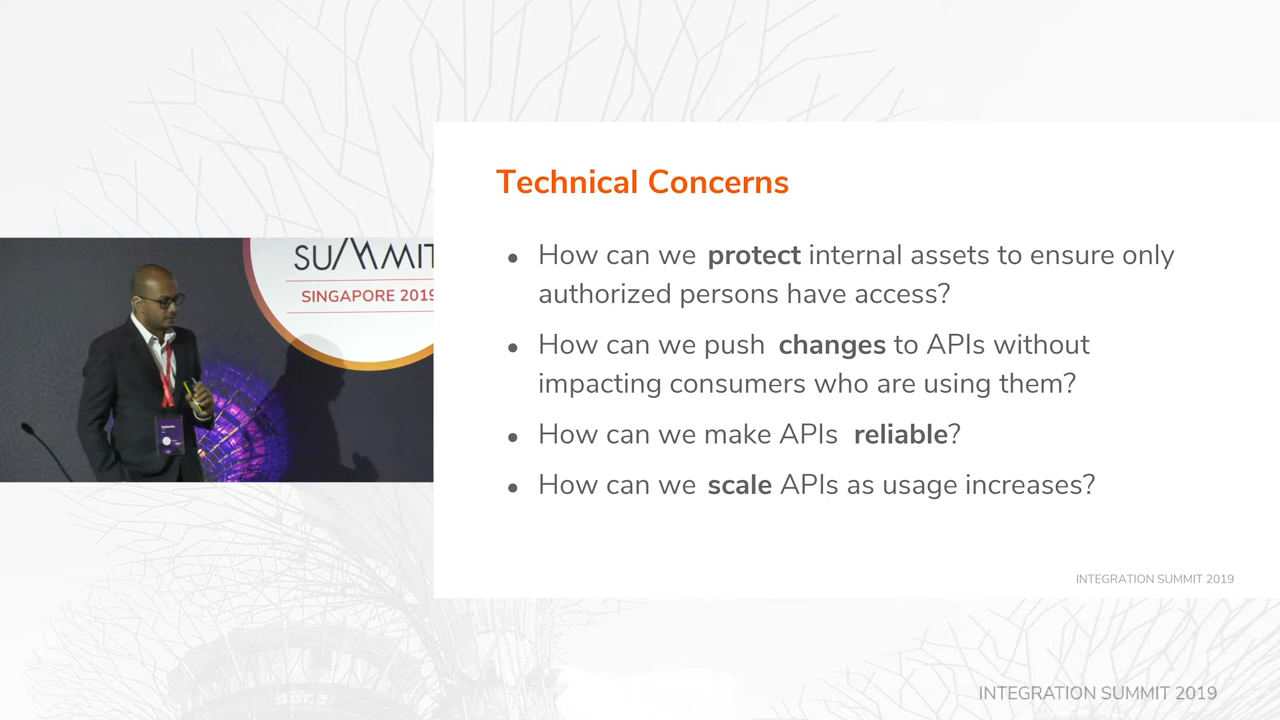 SUMMIT
SINGAPORE 2019
Technical Concerns
• How can we protect internal assets to ensure only
authorized persons have access?
• How can we push changes to APIs without
impacting consumers who are using them?
• How can we make APIs reliable?
• How can we scale APIs as usage increases?
INTEGRATION SUMMIT 2019
INTEGRATION SUMMIT 2019